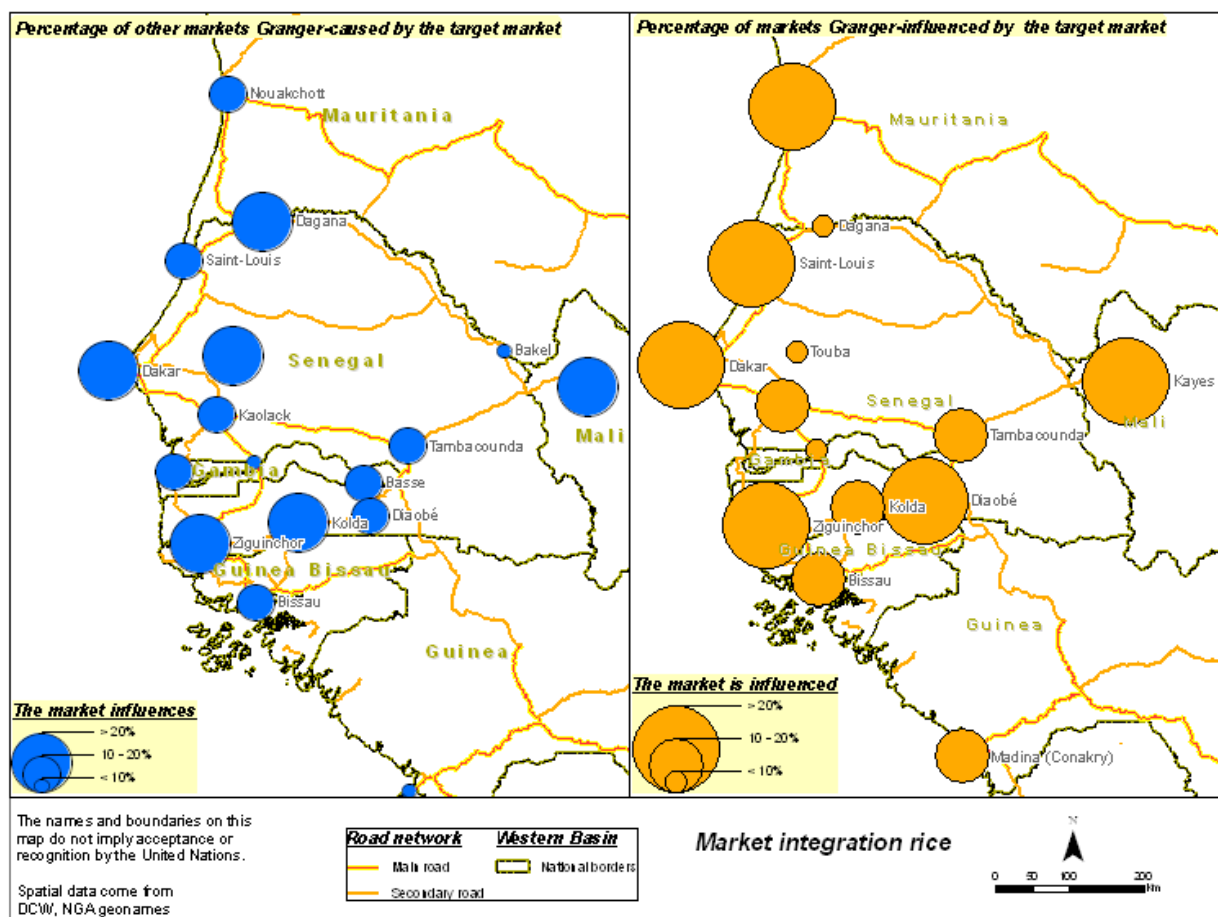 Percentage of other markets Granger-caused by the target market
Nouakchott
Mauritania
Dagana
Saint-Louis
Bakel
Senegal
Dakar
Kaolack
Mali
Tambacounda
Gambia
Basse
Diaobé
Kolda
Ziguinchor
Guinea Bissau
Bissau
Guinea
The market influences
>20%
10 - 20%
< 10%
Percentage of markets Granger-influenced by the target market
Mauritania
Dagana
Saint-Louis
Touba
Dakar
Kayes
Senegal
Mali
Tambacounda
Gambia
Diaobé
Kolda
Ziguinchor
Guinea Bissau
Bissau
Guinea
The market is influenced
>20%
10 - 20%
< 10%
Madina (Conakry)
The names and boundaries on this
map do not imply acceptance or
recognition by the United Nations.
Spatial data come from
DCW, NGA geonames
Road network
Main road
Secondary road
Western Basin
National borders
Market integration rice
N
0 50 100 200
Km